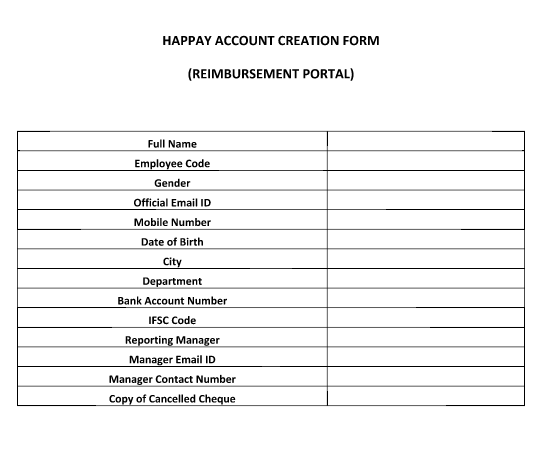 HAPPAY ACCOUNT CREATION FORM
(REIMBURSEMENT PORTAL)
Full Name
Employee Code
Gender
Official Email ID
Mobile Number
Date of Birth
City
Department
Bank Account Number
IFSC Code
Reporting Manager
Manager Email ID
Manager Contact Number
Copy of Cancelled Cheque